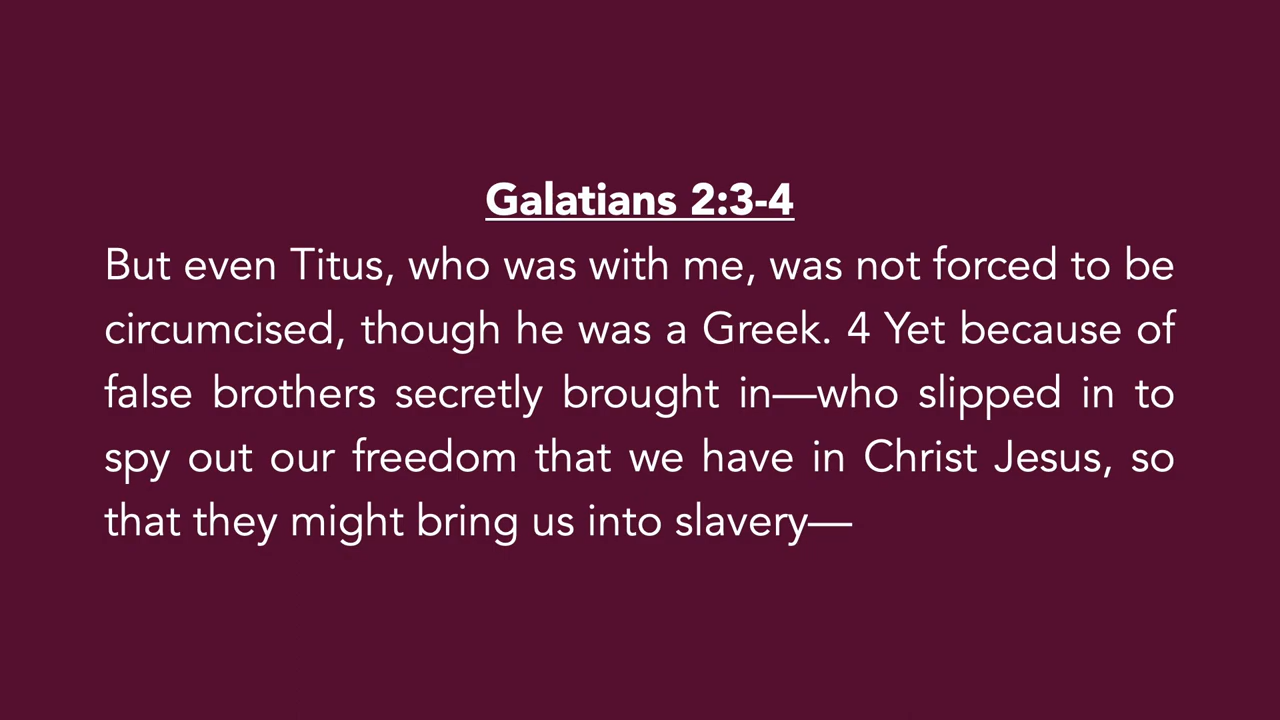 Galatians 2:3-4
But even Titus, who was with me, was not forced to be
circumcised, though he was a Greek. 4 Yet because of
false brothers secretly brought in—who slipped in to
spy out our freedom that we have in Christ Jesus, so
that they might bring us into slavery—